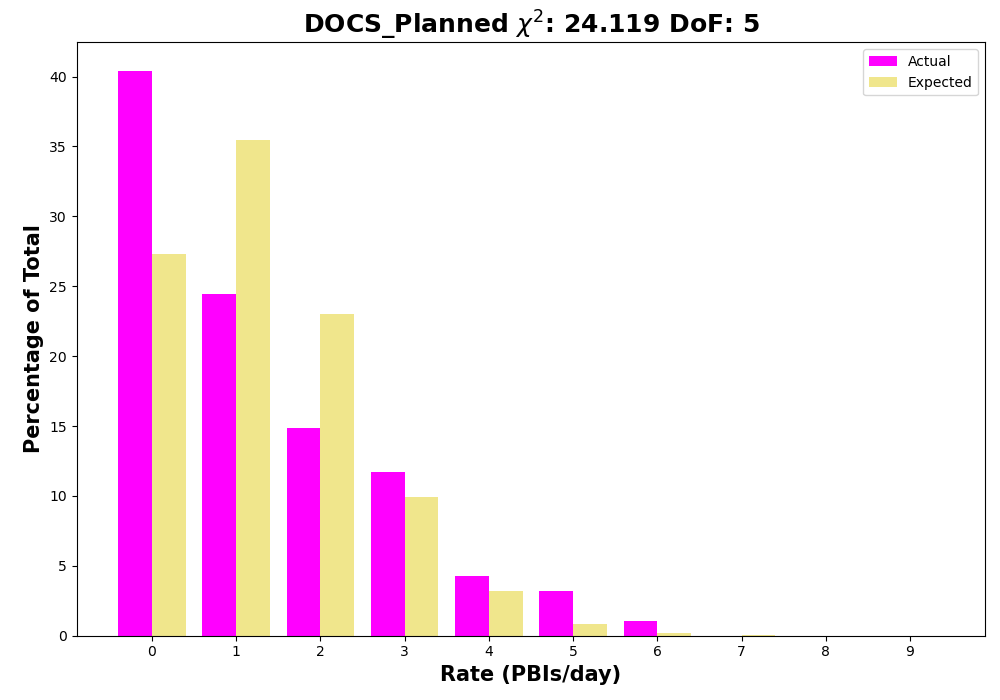 DOCS_Planned χ²: 24.119 DoF: 5
Actual
Expected
40
35
30
25
20
15
10
5
0
Percentage of Total
0 1 2 3 4 5 6 7 8 9
Rate (PBIs/day)